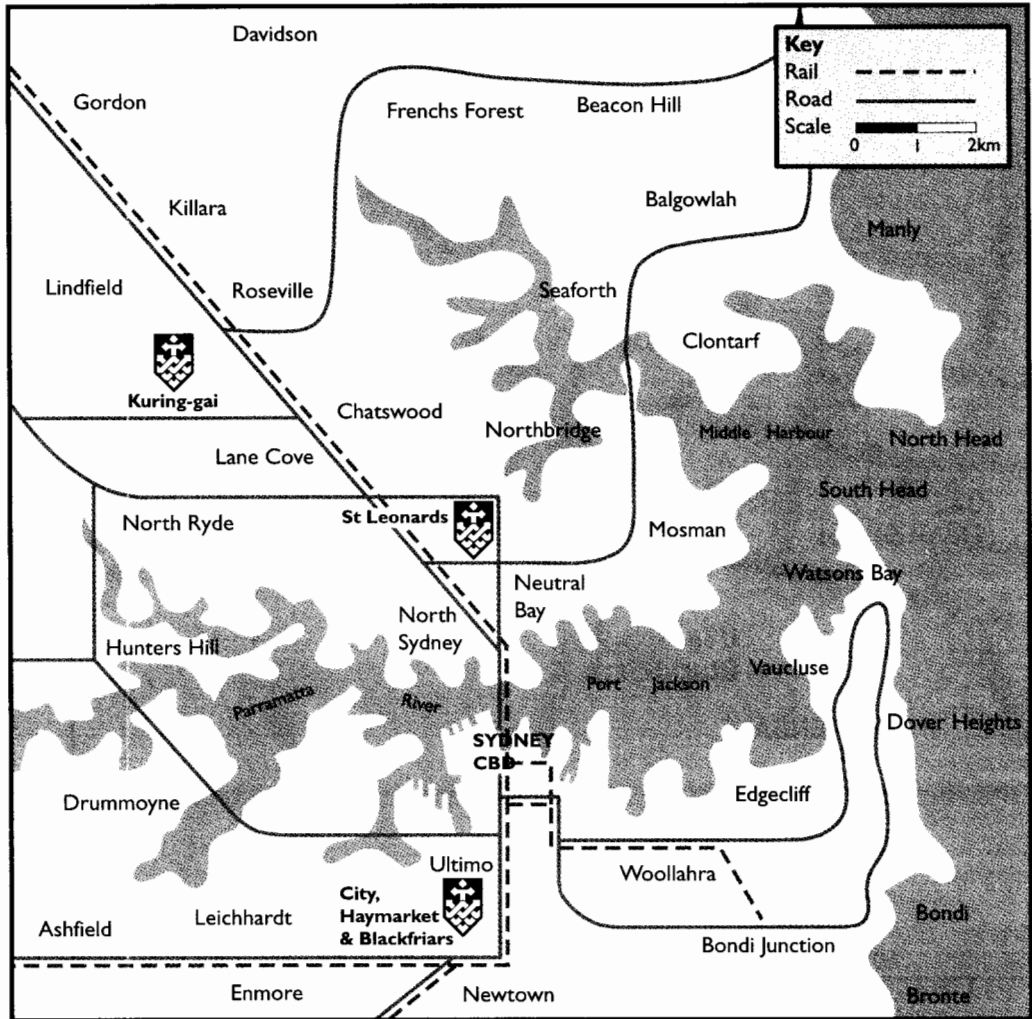 Davidson
Key
Rail
Road
Scale
0 1 2km
Gordon
Frenchs Forest
Beacon Hill
Killara
Balgowlah
Manly
Lindfield
Roseville
Seaforth
Clontarf
Kuring-gai
Chatswood
Northbridge
Middle Harbour
North Head
Lane Cove
South Head
St Leonards
North Ryde
Mosman
Watsons Bay
Neutral
Bay
North
Sydney
Hunters Hill
Vaucluse
Parramatta
River
Port Jackson
Dover Heights
SYDNEY
CBD
Drummoyne
Edgecliff
Ultimo
Woollahra
City,
Haymarket
& Blackfriars
Leichhardt
Ashfield
Bondi
Bondi Junction
Enmore
Newtown
Bronte